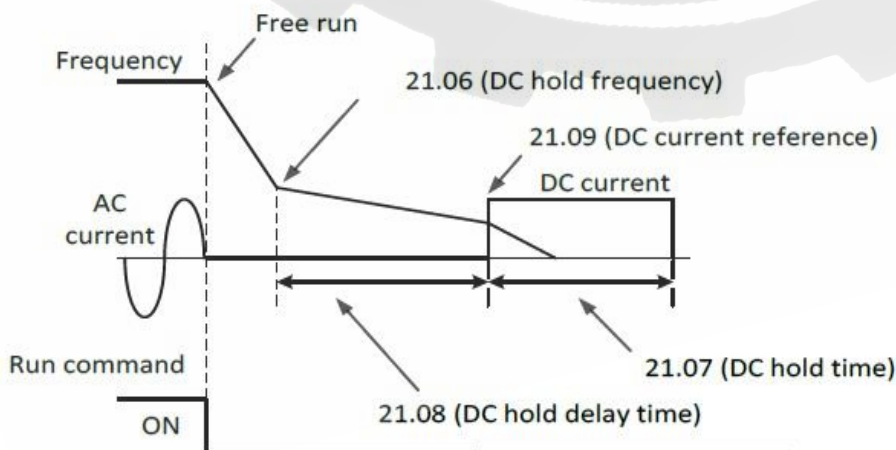 Free run
Frequency
21.06 (DC hold frequency)
21.09 (DC current reference)
DC current
AC
current
Run command
21.07 (DC hold time)
21.08 (DC hold delay time)
ON